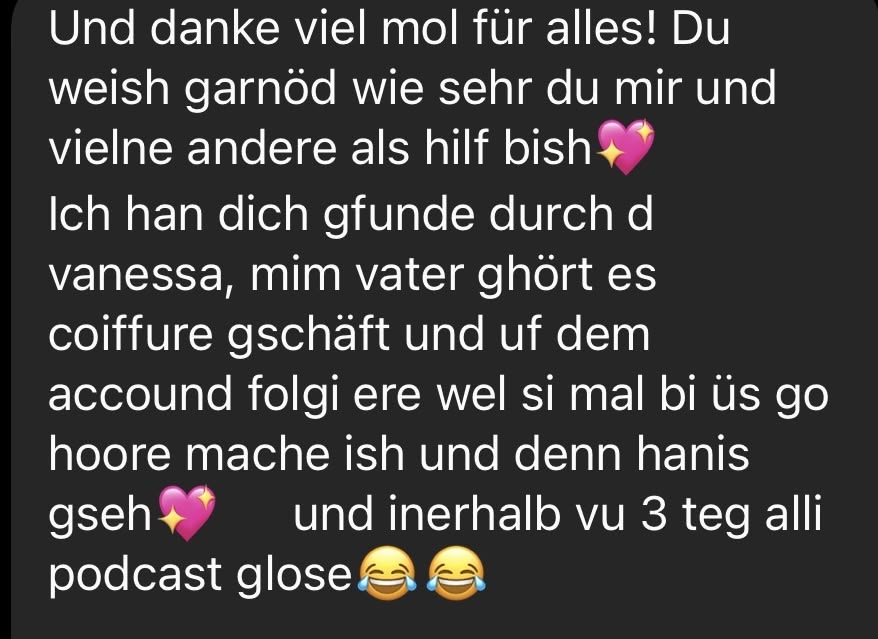 Und danke viel mol für alles! Du
weish garnöd wie sehr du mir und
vielne andere als hilf bish💖
Ich han dich gfunde durch d
vanessa, mim vater ghört es
coiffure gschäft und uf dem
accound folgi ere wel si mal bi üs go
hoore mache ish und denn hanis
gseh💖 und inerhalb vu 3 teg alli
podcast glose😂😂